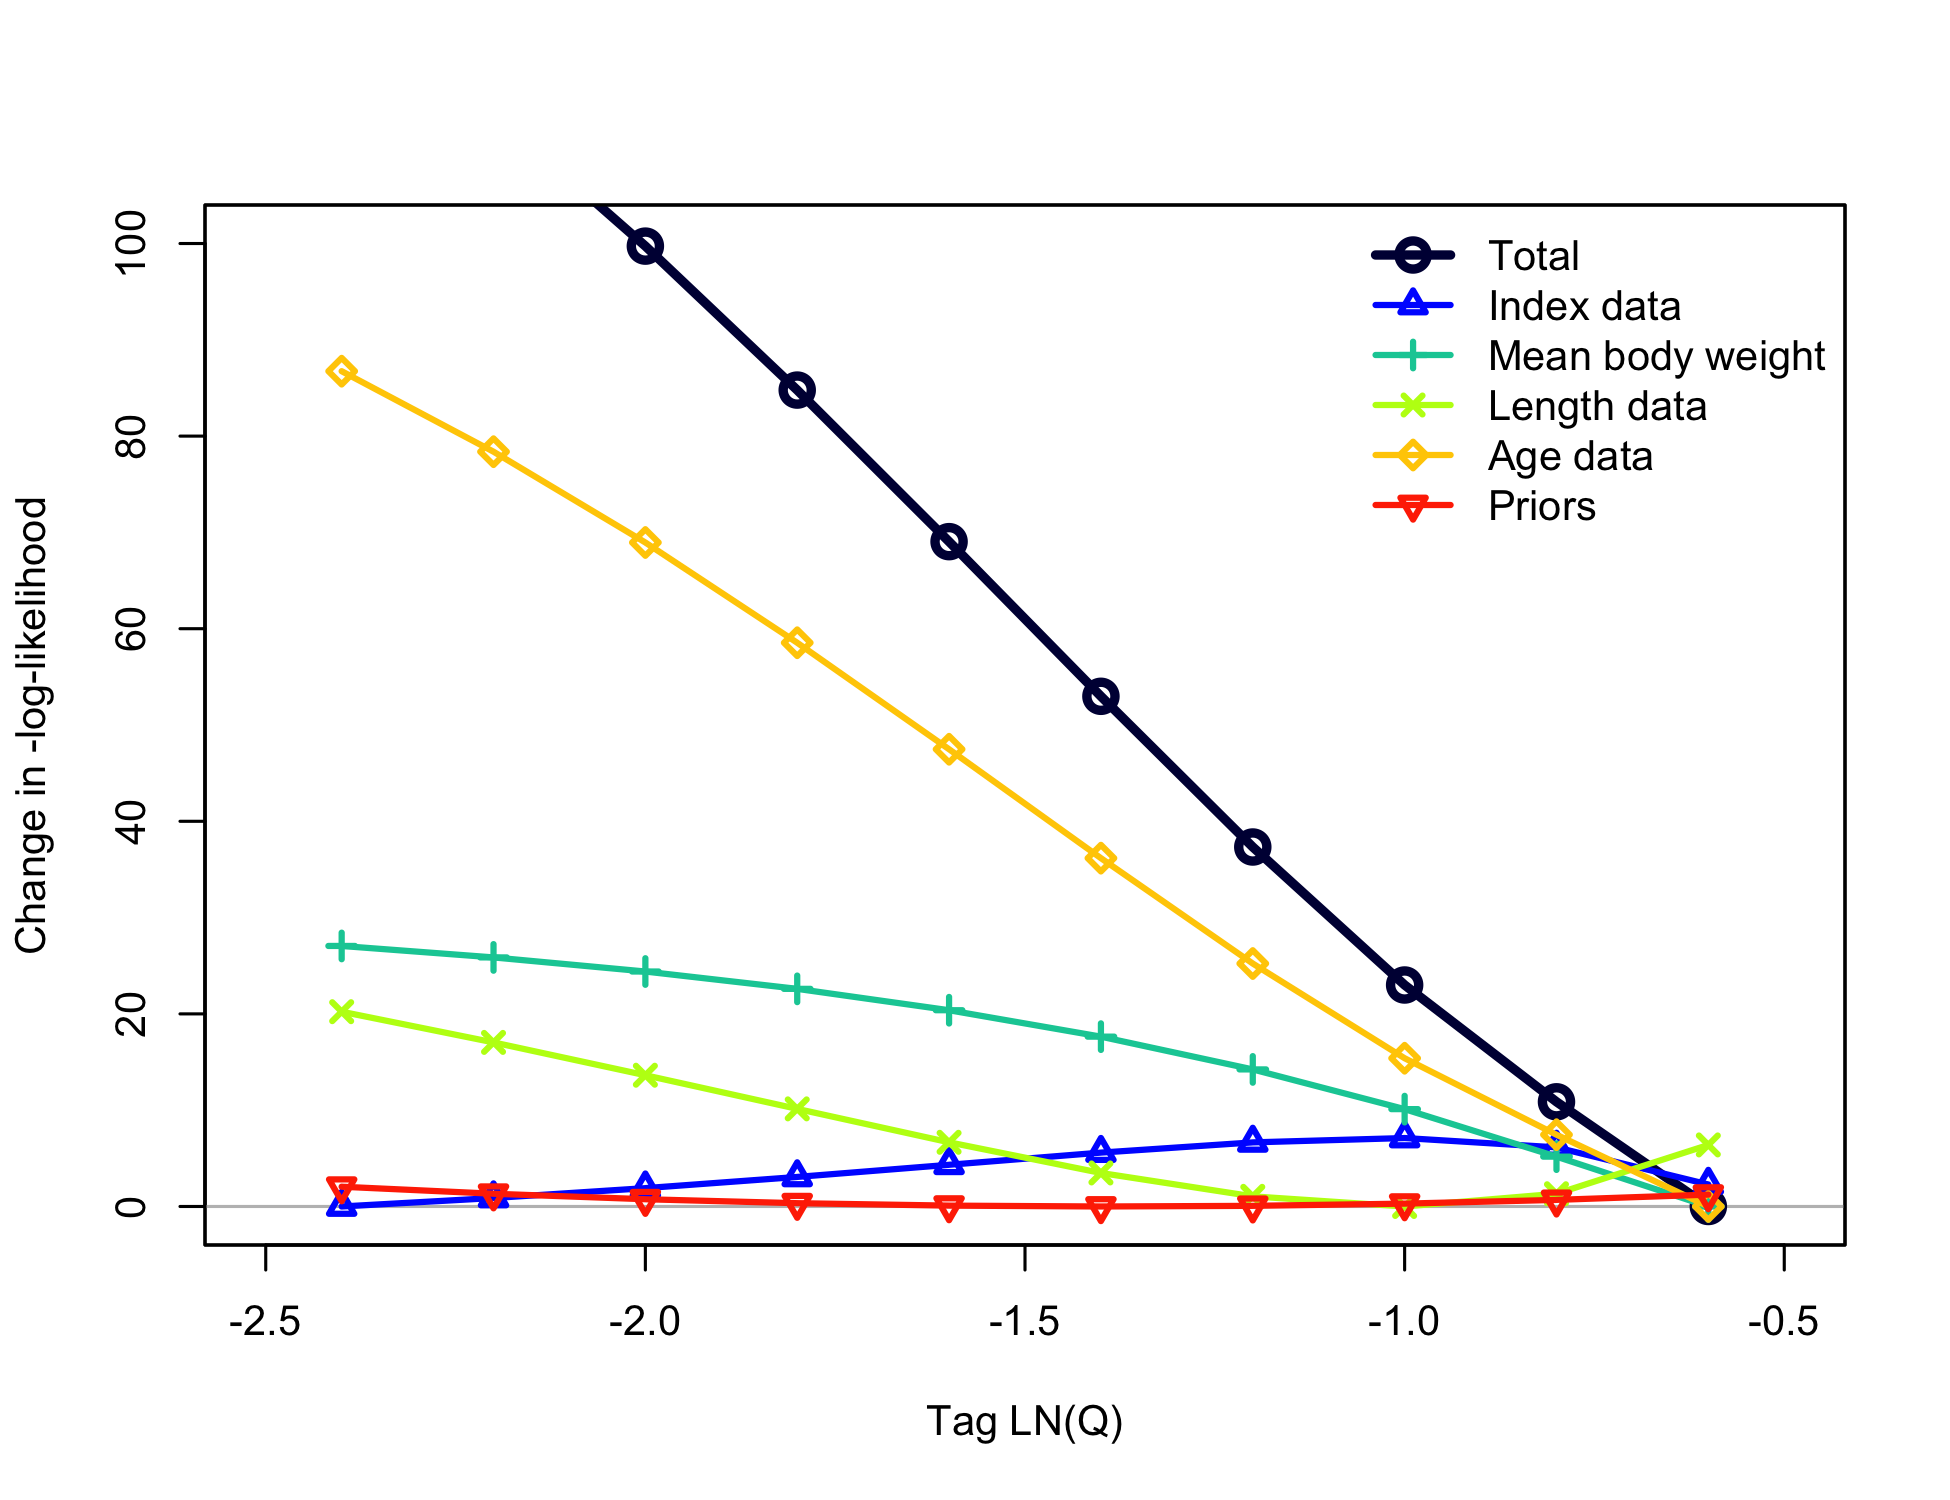 Total
Index data
Mean body weight
Length data
Age data
Priors
Change in -log-likelihood
100
80
60
40
20
0
-2.5 -2.0 -1.5 -1.0 -0.5
Tag LN(Q)